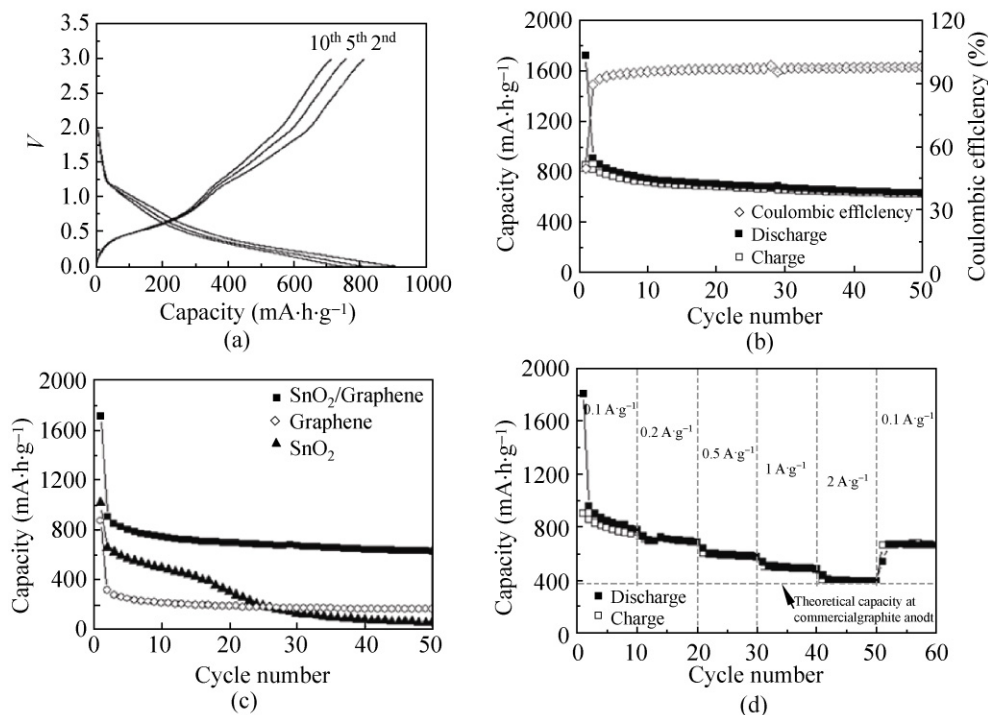 3.5
3.0
2.5
2.0
1.5
1.0
0.5
0.0
V
10th 5th 2nd
0 200 400 600 800 1000
Capacity (mA·h·g⁻¹)
(a)
2000
1600
1200
800
400
0
Capacity (mA·h·g⁻¹)
120
90
60
30
0
Coulombic efflclency (%)
Coulombic efflclency
Discharge
Charge
0 10 20 30 40 50
Cycle number
(b)
2000
1600
1200
800
400
0
Capacity (mA·h·g⁻¹)
SnO₂/Graphene
Graphene
SnO₂
0 10 20 30 40 50
Cycle number
(c)
2000
1600
1200
800
400
0
Capacity (mA·h·g⁻¹)
0.1 A·g⁻¹
0.2 A·g⁻¹
0.5 A·g⁻¹
1 A·g⁻¹
2 A·g⁻¹
0.1 A·g⁻¹
Discharge
Charge
Theoretical capacity at
commercialgraphite anodt
0 10 20 30 40 50 60
Cycle number
(d)